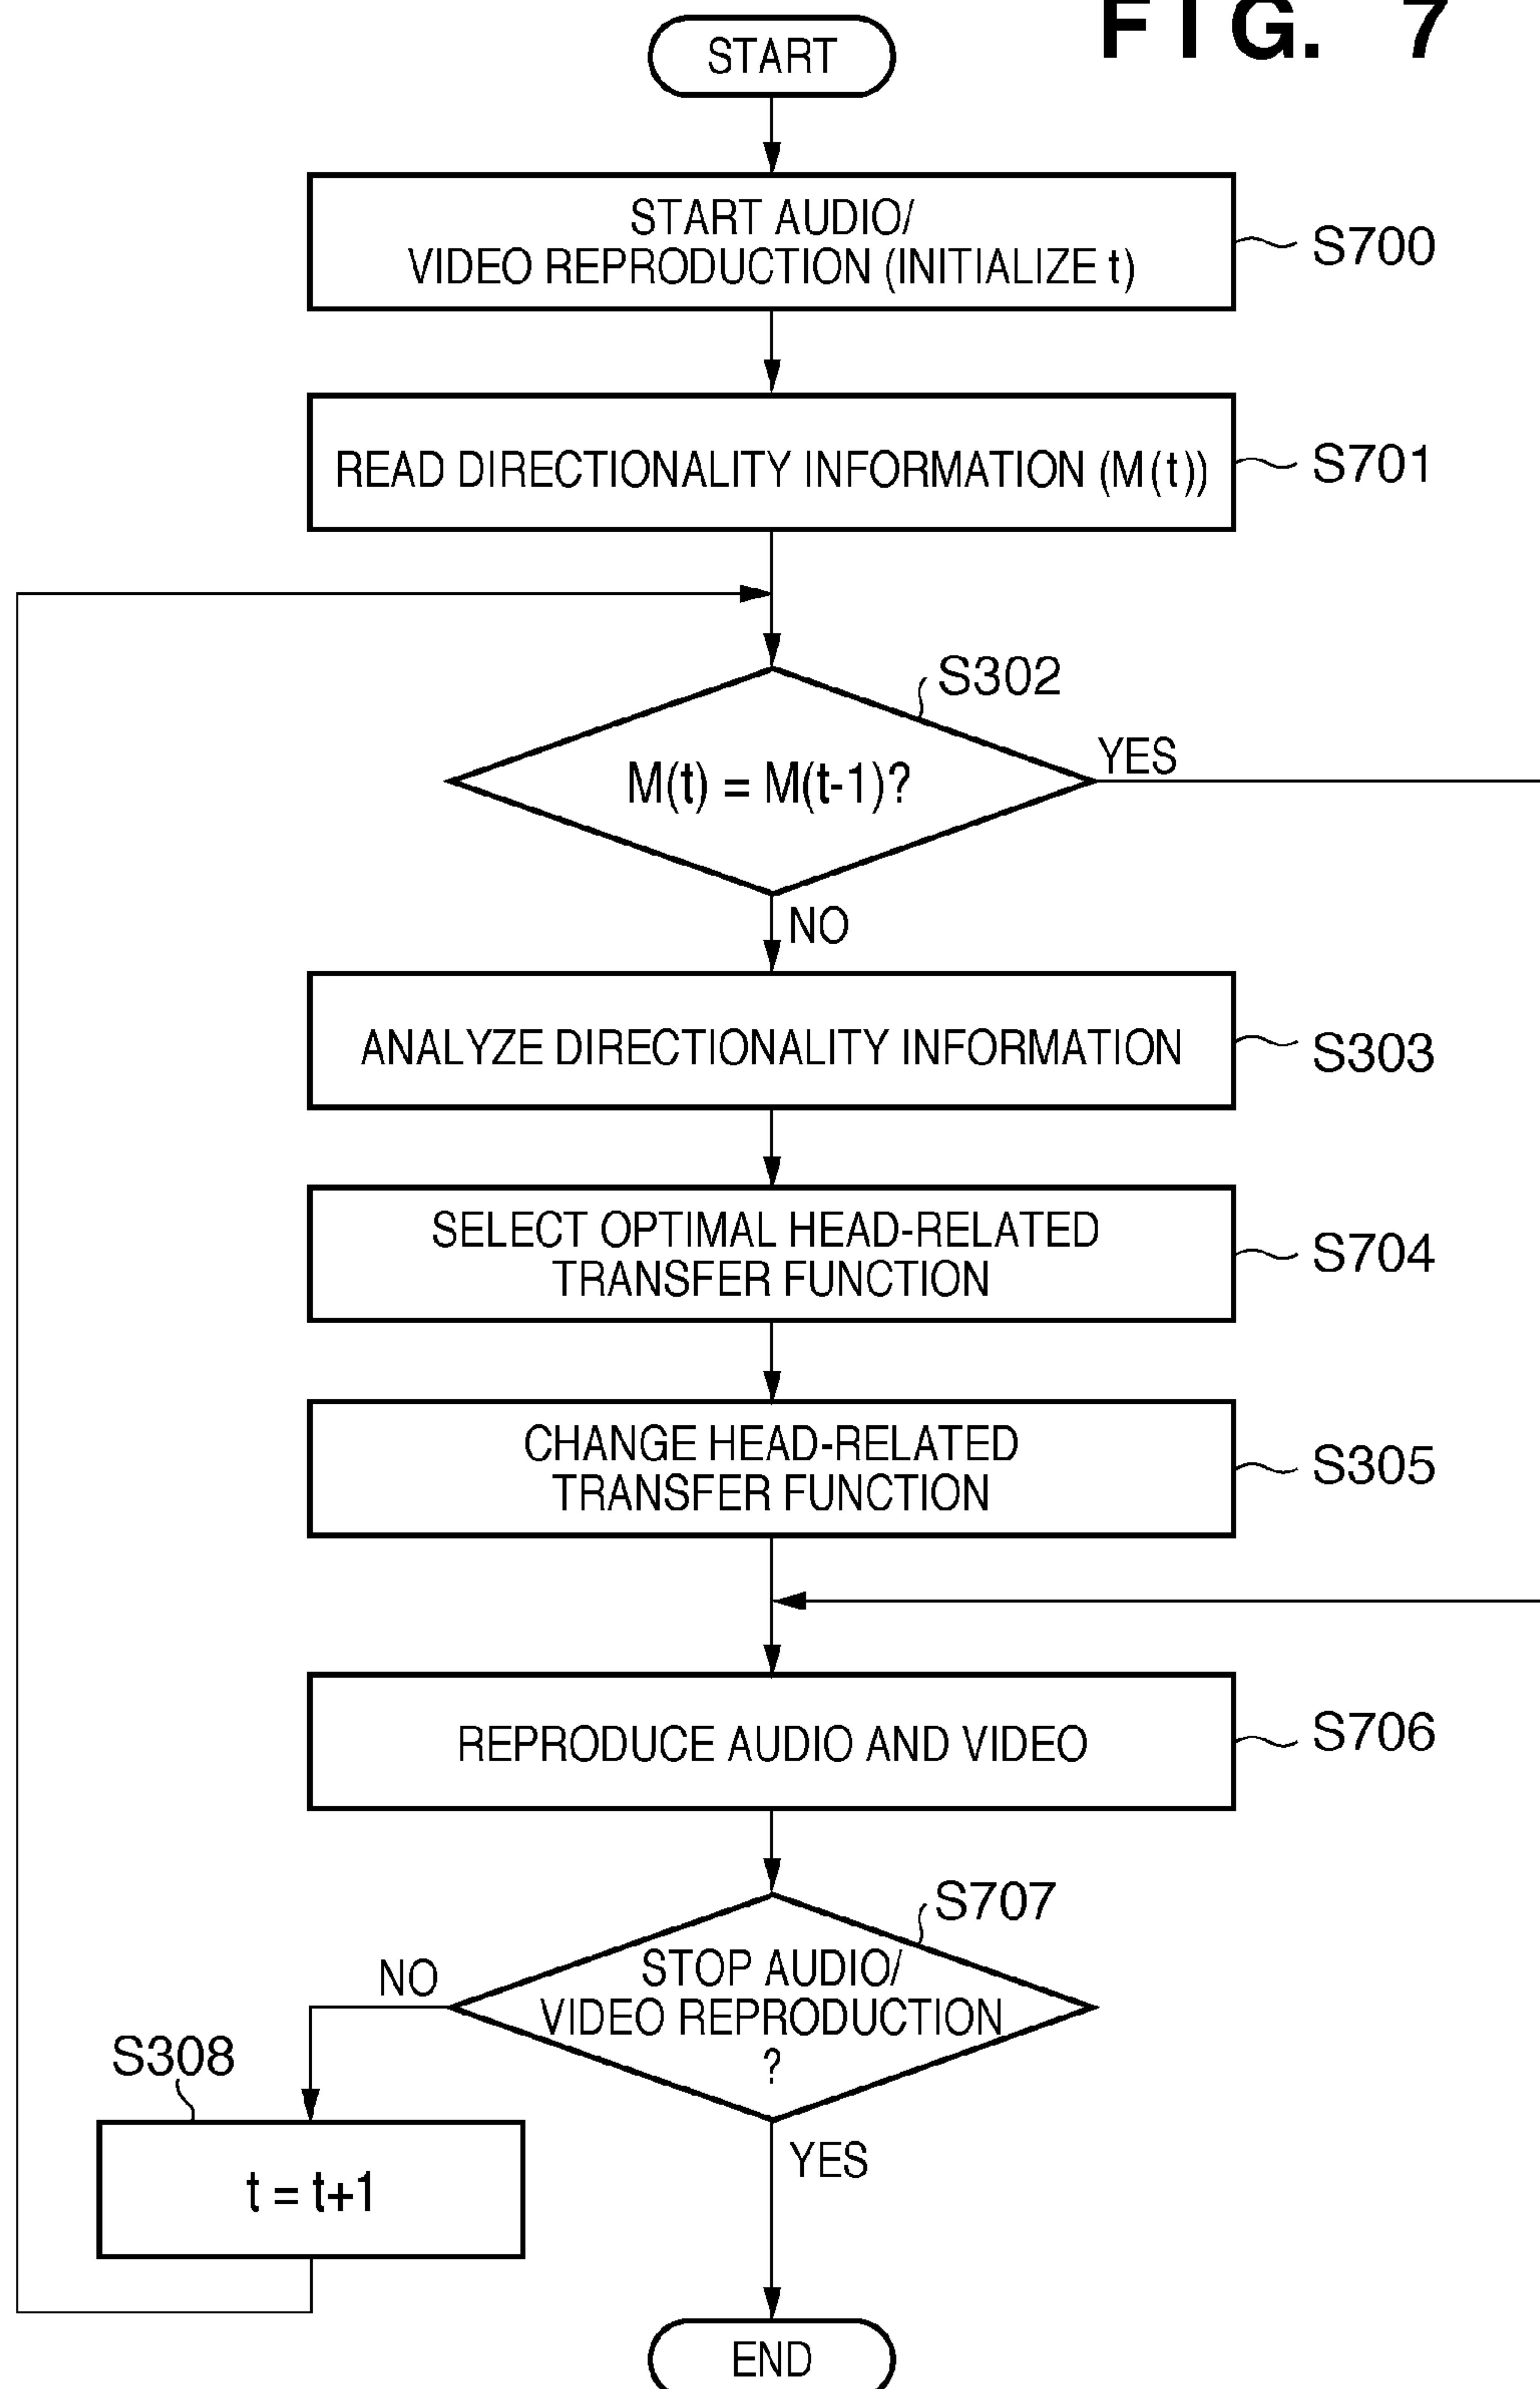 FIG. 7
START
START AUDIO/
VIDEO REPRODUCTION (INITIALIZE t)
S700
READ DIRECTIONALITY INFORMATION (M(t))
S701
S302
M(t) = M(t-1)?
YES
NO
ANALYZE DIRECTIONALITY INFORMATION
S303
SELECT OPTIMAL HEAD-RELATED
TRANSFER FUNCTION
S704
CHANGE HEAD-RELATED
TRANSFER FUNCTION
S305
REPRODUCE AUDIO AND VIDEO
S706
S707
STOP AUDIO/
VIDEO REPRODUCTION
?
NO
S308
t = t+1
YES
END